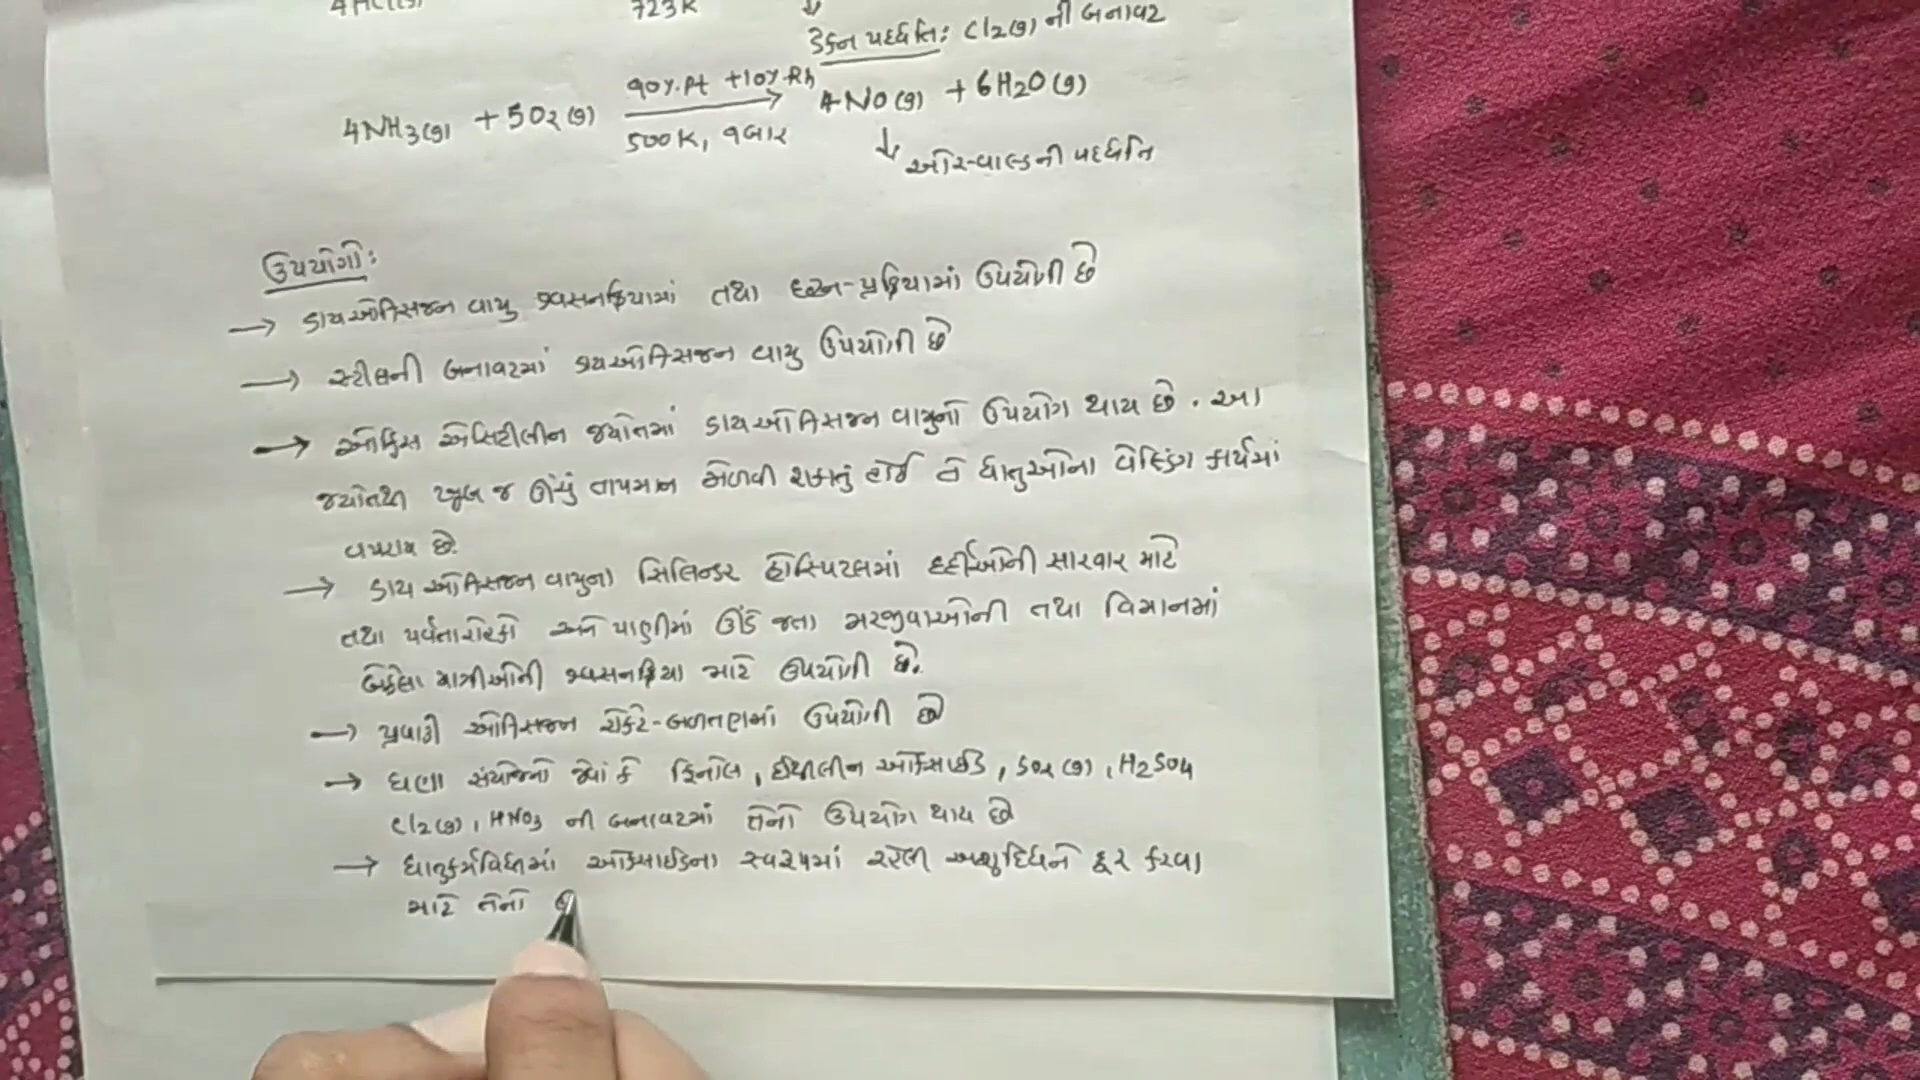 723K
↓
ડેકન પદ્ધતિ: Cl2(g) ની બનાવટ
4NH3(g) + 5O2(g) 90%.Pt +10%.Rh → 500K, 9બાર 4NO(g) + 6H2O(g)
↓ ઓસ્વાલ્ડની પદ્ધતિ
ઉપયોગો:
→ ડાયઓક્સિજન વાયુ શ્વસનક્રિયામાં તથા દહન-પ્રક્રિયામાં ઉપયોગી છે
→ સ્ટીલની બનાવટમાં ડાયઓક્સિજન વાયુ ઉપયોગી છે
→ ઓક્સિ એસિટીલીન જ્યોતમાં ડાયઓક્સિજન વાયુનો ઉપયોગ થાય છે. આ
જ્યોતથી ખૂબ જ ઊંચું તાપમાન મેળવી શકાતું હોઈ તે ધાતુઓના વેલ્ડિંગ કાર્યમાં
વપરાય છે.
→ ડાય ઓક્સિજન વાયુના સિલિન્ડર હોસ્પિટલમાં દર્દીઓની સારવાર માટે
તથા પર્વતારોહકો અને પાણીમાં ઊંડે જતા મરજીવાઓની તથા વિમાનમાં
બેઠેલા યાત્રીઓની શ્વસનક્રિયા માટે ઉપયોગી છે.
→ પ્રવાહી ઓક્સિજન રોકેટ-બળતણમાં ઉપયોગી છે
→ ઘણા સંયોજનો જેવાં કે ફિનોલ, ઈથીલીન ઓક્સાઈડ, SO2(g), H2SO4
Cl2(g), HNO3 ની બનાવટમાં તેનો ઉપયોગ થાય છે
→ ધાતુકર્મવિધિમાં ઓક્સાઈડના સ્વરૂપમાં રહેલી અશુદ્ધિને દૂર કરવા
માટે તેનો